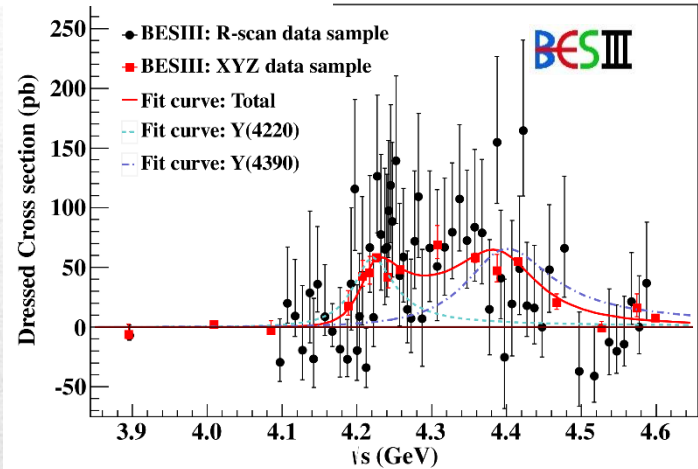 BESIII: R-scan data sample
BESIII: XYZ data sample
Fit curve: Total
Fit curve: Y(4220)
Fit curve: Y(4390)
BESIII
Dressed Cross section (pb)
250
200
150
100
50
0
-50
3.9 4.0 4.1 4.2 4.3 4.4 4.5 4.6
√s (GeV)